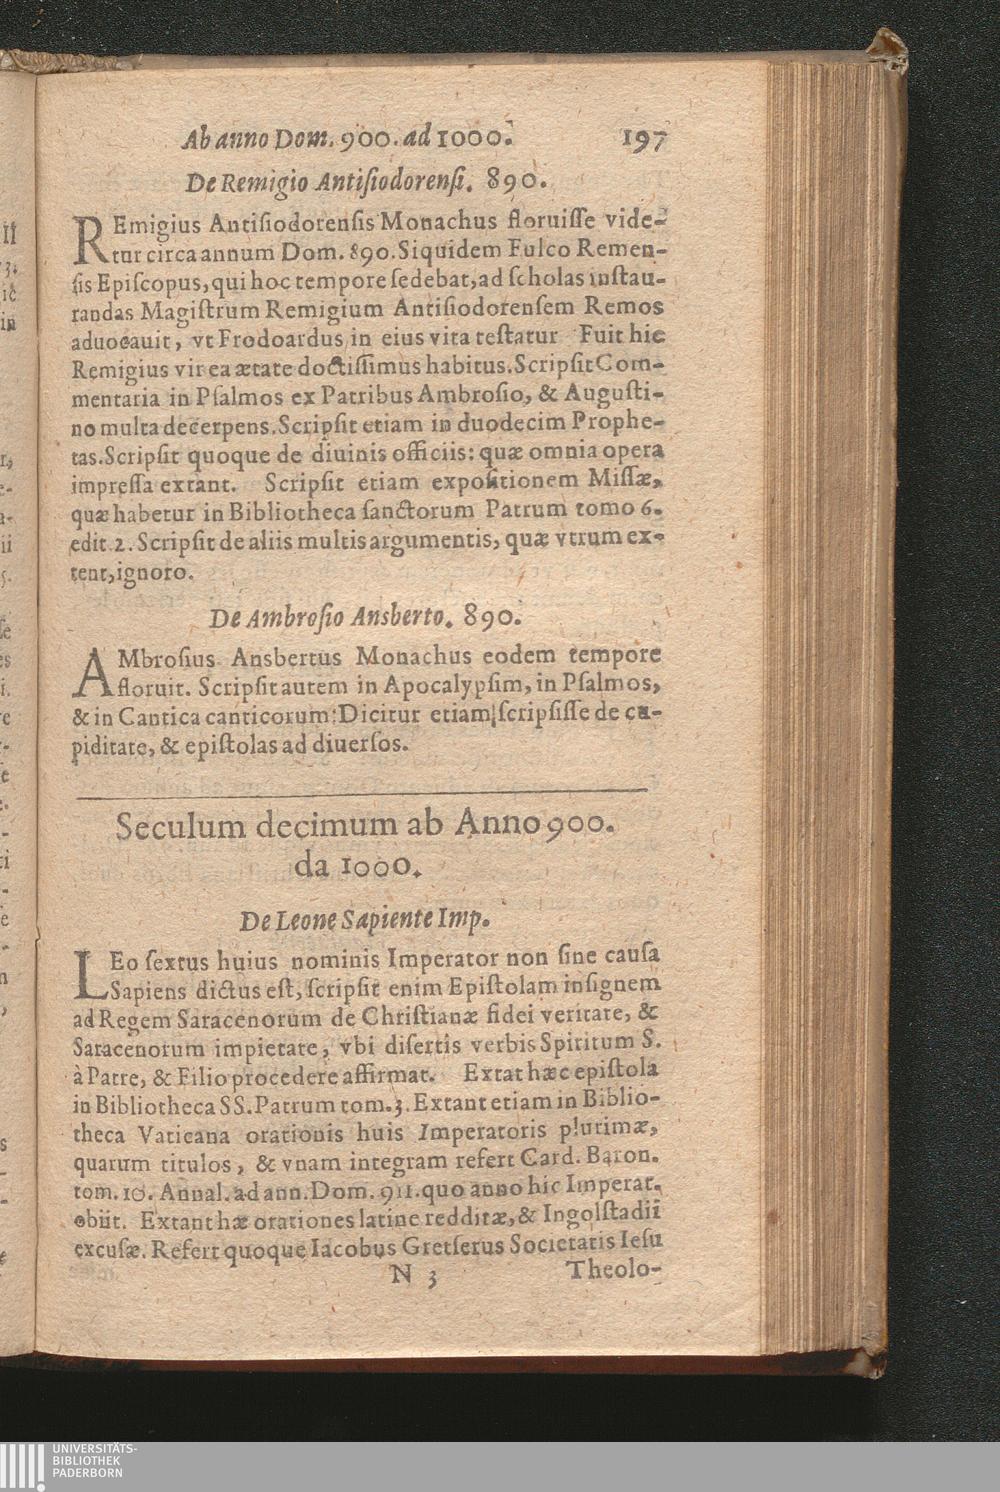 Ab anno Dom. 900. ad 1000. 197
De Remigio Antiſiodorenſi. 890.
REmigius Antiſiodorenſis Monachus floruiſſe vide-
tur circa annum Dom. 890. Siquidem Fulco Remen-
ſis Epiſcopus, qui hoc tempore ſedebat, ad ſcholas inſtau-
randas Magiſtrum Remigium Antiſiodorenſem Remos
aduocauit, vt Frodoardus in eius vita teſtatur Fuit hic
Remigius vir ea ætate doctiſſimus habitus. Scripſit Com-
mentaria in Pſalmos ex Patribus Ambroſio, & Auguſti-
no multa decerpens. Scripſit etiam in duodecim Prophe-
tas. Scripſit quoque de diuinis officiis: quæ omnia opera
impreſſa extant. Scripſit etiam expoſitionem Miſſæ,
quæ habetur in Bibliotheca ſanctorum Patrum tomo 6.
edit 2. Scripſit de aliis multis argumentis, quæ vtrum ex-
tent, ignoro.
De Ambroſio Ansberto. 890.
AMbroſius Ansbertus Monachus eodem tempore
floruit. Scripſit autem in Apocalypſim, in Pſalmos,
& in Cantica canticorum: Dicitur etiam ſcripſiſſe de cu-
piditate, & epiſtolas ad diuerſos.
Seculum decimum ab Anno 900.
da 1000.
De Leone Sapiente Imp.
LEo ſextus huius nominis Imperator non ſine cauſa
Sapiens dictus eſt, ſcripſit enim Epiſtolam inſignem
ad Regem Saracenorum de Chriſtianæ fidei veritate, &
Saracenorum impietate, vbi diſertis verbis Spiritum S.
à Patre, & Filio procedere affirmat. Extat hæc epiſtola
in Bibliotheca SS. Patrum tom. 3. Extant etiam in Biblio-
theca Vaticana orationis huis Imperatoris plurimæ,
quarum titulos, & vnam integram refert Card. Baron.
tom. 10. Annal. ad ann. Dom. 911. quo anno hic Imperat.
obiit. Extant hæ orationes latine redditæ, & Ingolſtadii
excuſæ. Refert quoque Iacobus Gretſerus Societatis Ieſu
N 3 Theolo-
UNIVERSITÄTS-
BIBLIOTHEK
PADERBORN